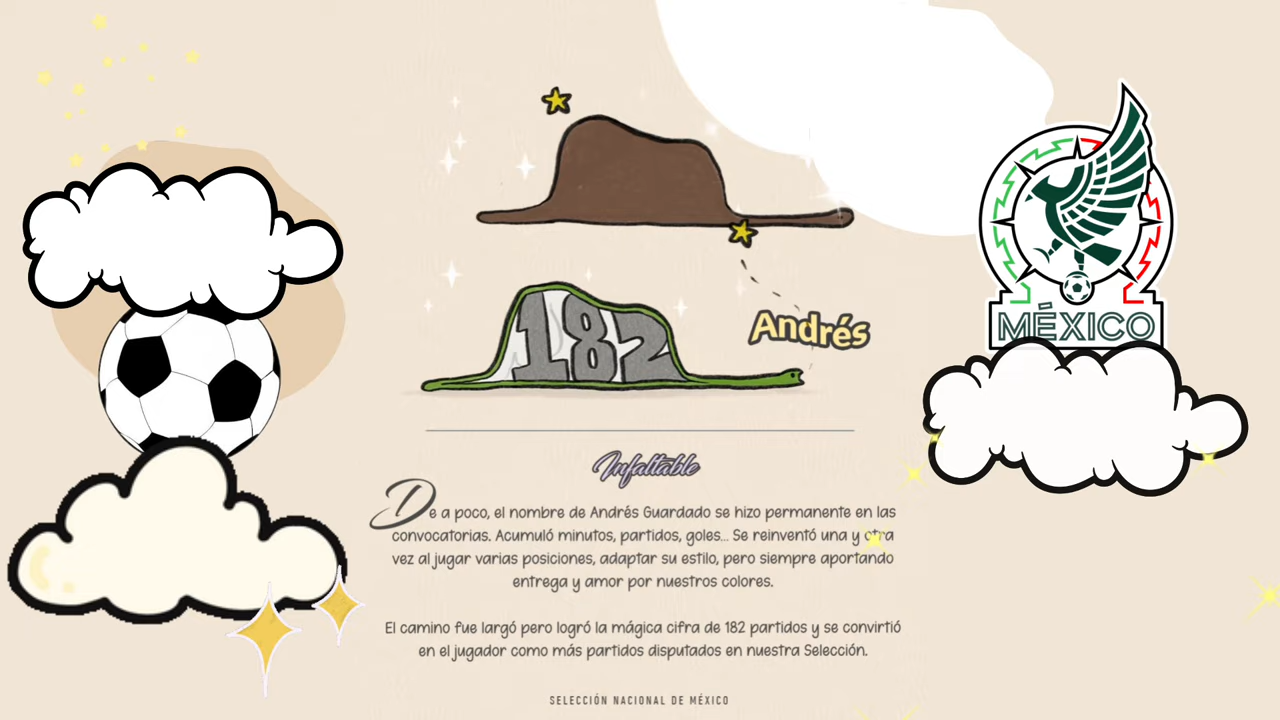 182
Andrés
MÉXICO
Infaltable
De a poco, el nombre de Andrés Guardado se hizo permanente en las
convocatorias. Acumuló minutos, partidos, goles... Se reinventó una y otra
vez al jugar varias posiciones, adaptar su estilo, pero siempre aportando
entrega y amor por nuestros colores.
El camino fue largó pero logró la mágica cifra de 182 partidos y se convirtió
en el jugador como más partidos disputados en nuestra Selección.
SELECCIÓN NACIONAL DE MÉXICO